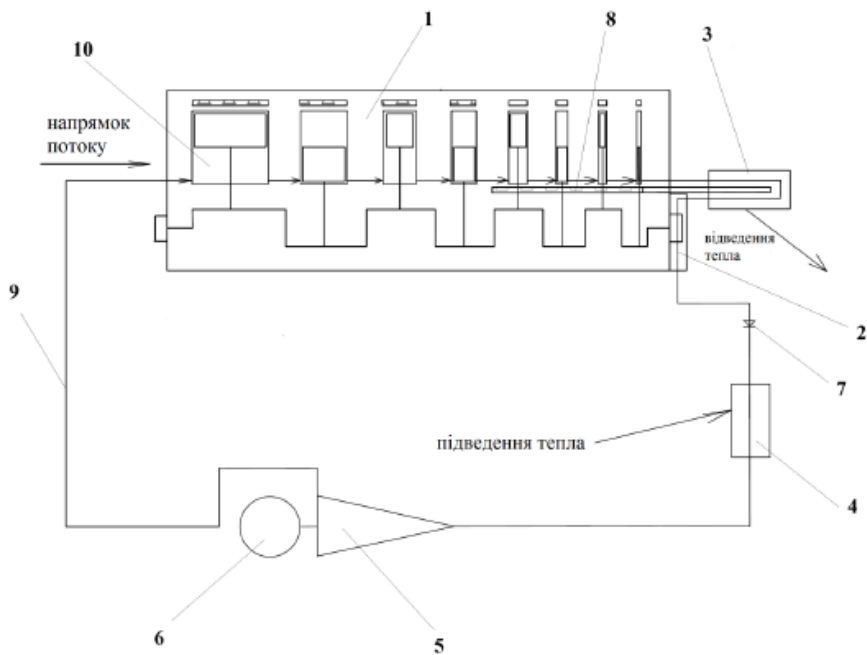 1
8
3
10
напрямок
потоку
відведення
тепла
9
2
7
підведення тепла
4
6
5